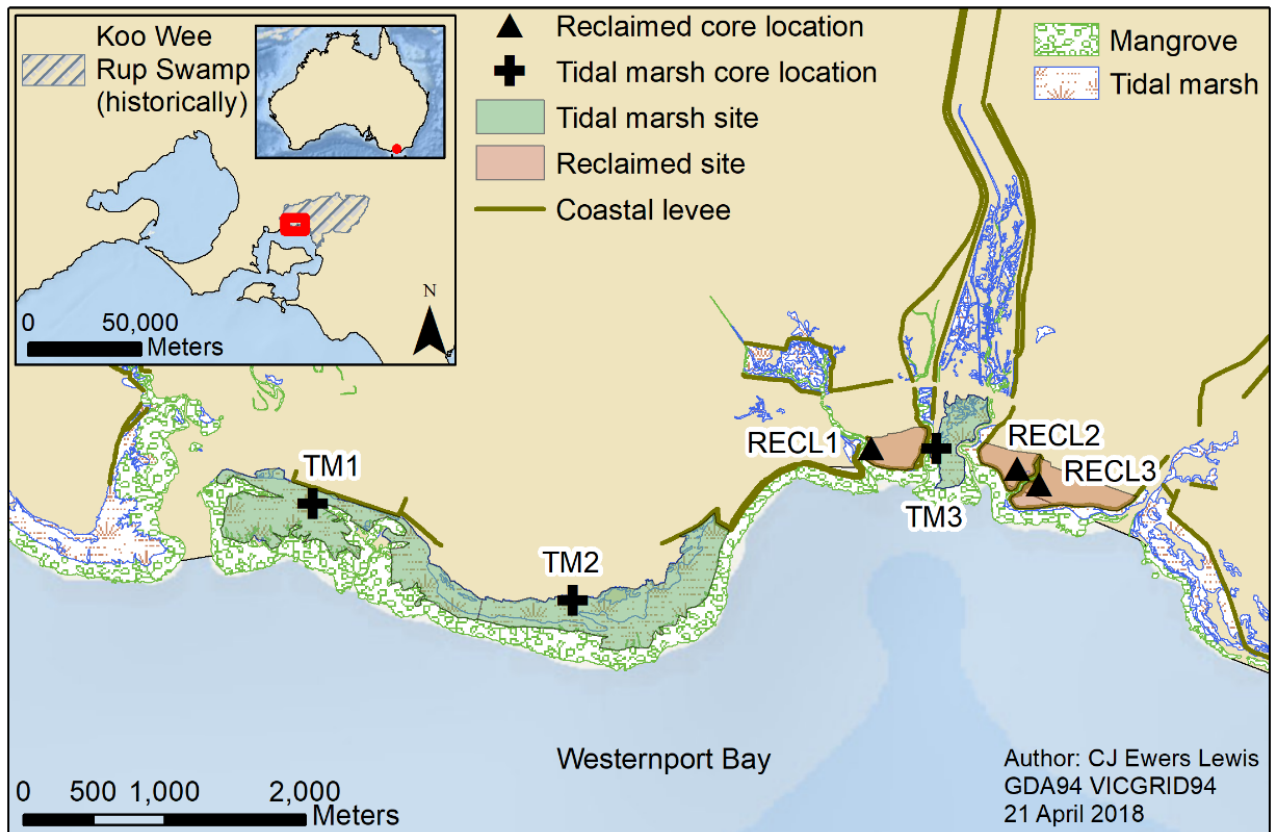 Koo Wee
Rup Swamp
(historically)
N
0 50,000
Meters
Reclaimed core location
Tidal marsh core location
Tidal marsh site
Reclaimed site
Coastal levee
Mangrove
Tidal marsh
RECL1
RECL2
RECL3
TM1
TM3
TM2
Westernport Bay
0 500 1,000 2,000
Meters
Author: CJ Ewers Lewis
GDA94 VICGRID94
21 April 2018